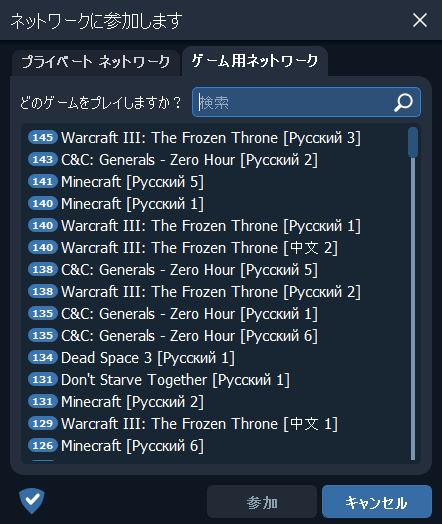 ネットワークに参加します
プライベート ネットワーク
ゲーム用ネットワーク
どのゲームをプレイしますか？
検索
145 Warcraft III: The Frozen Throne [Русский 3]
143 C&C: Generals - Zero Hour [Русский 2]
141 Minecraft [Русский 5]
140 Minecraft [Русский 1]
140 Warcraft III: The Frozen Throne [Русский 1]
140 Warcraft III: The Frozen Throne [中文 2]
138 C&C: Generals - Zero Hour [Русский 5]
138 Warcraft III: The Frozen Throne [Русский 2]
135 C&C: Generals - Zero Hour [Русский 1]
135 C&C: Generals - Zero Hour [Русский 6]
134 Dead Space 3 [Русский 1]
131 Don't Starve Together [Русский 1]
131 Minecraft [Русский 2]
129 Warcraft III: The Frozen Throne [中文 1]
126 Minecraft [Русский 6]
参加
キャンセル